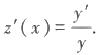 z′(x) = y′/y.